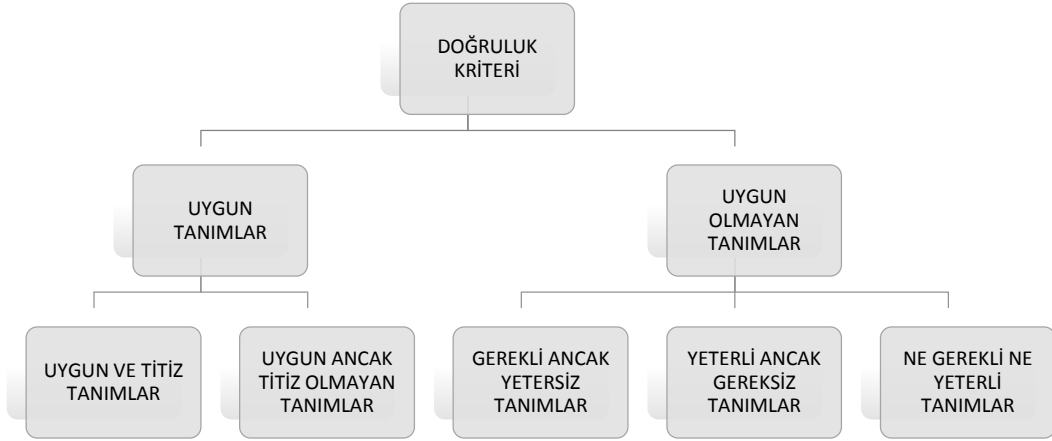 DOĞRULUK
KRİTERİ
UYGUN
TANIMLAR
UYGUN
OLMAYAN
TANIMLAR
UYGUN VE TİTİZ
TANIMLAR
UYGUN ANCAK
TİTİZ OLMAYAN
TANIMLAR
GEREKLİ ANCAK
YETERSİZ
TANIMLAR
YETERLİ ANCAK
GEREKSİZ
TANIMLAR
NE GEREKLİ NE
YETERLİ
TANIMLAR